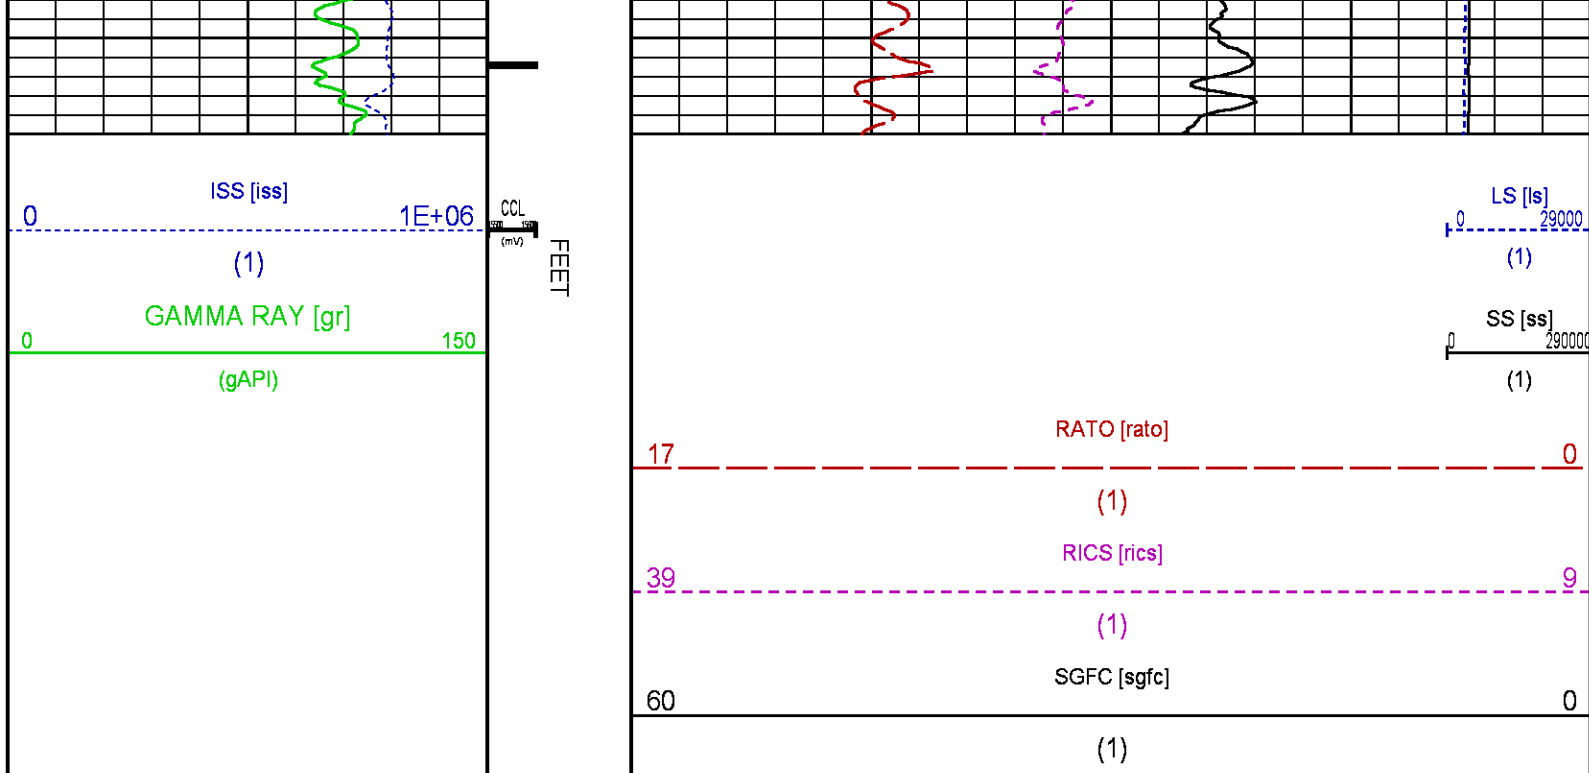 ISS [iss]
0 1E+06
(1)
GAMMA RAY [gr]
0 150
(gAPI)
CCL
(mV)
FEET
LS [ls]
0 29000
(1)
SS [ss]
0 290000
(1)
RATO [rato]
17 0
(1)
RICS [rics]
39 9
(1)
SGFC [sgfc]
60 0
(1)